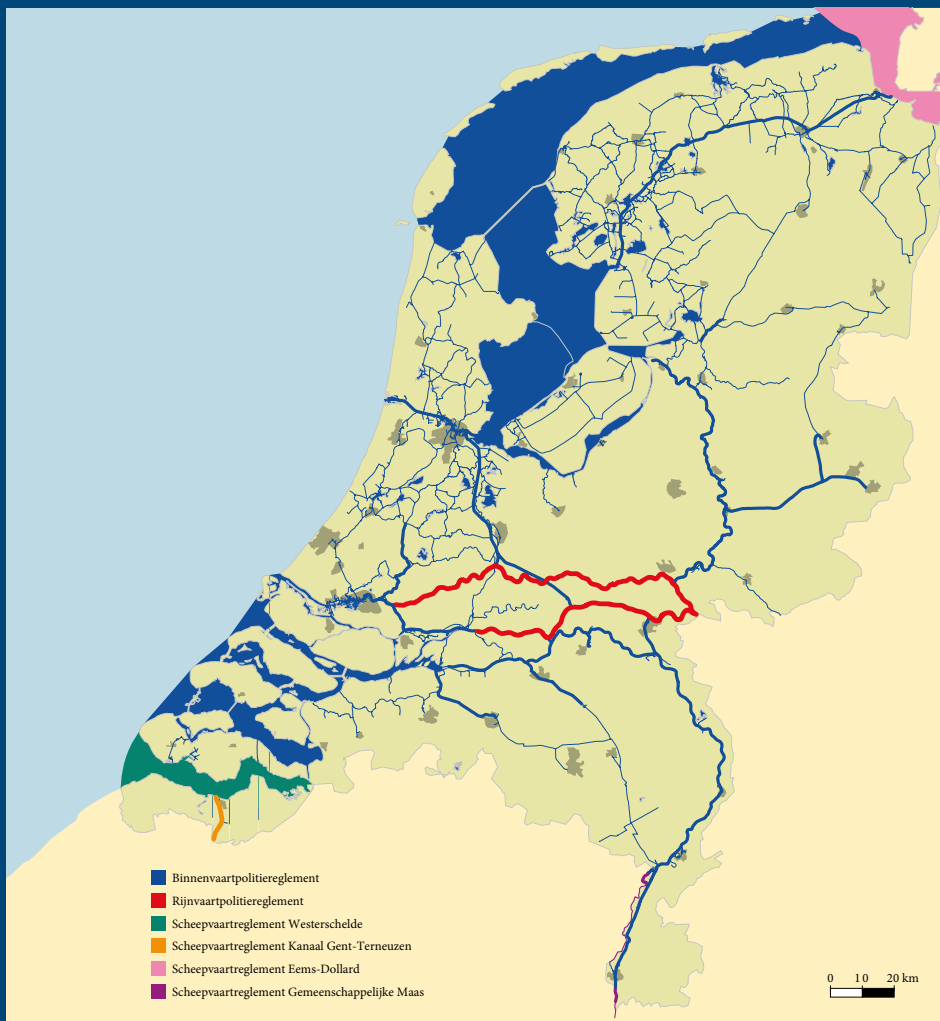 Binnenvaartpolitiereglement
Rijnvaartpolitiereglement
Scheepvaartreglement Westerschelde
Scheepvaartreglement Kanaal Gent-Terneuzen
Scheepvaartreglement Eems-Dollard
Scheepvaartreglement Gemeenschappelijke Maas
0 10 20 km